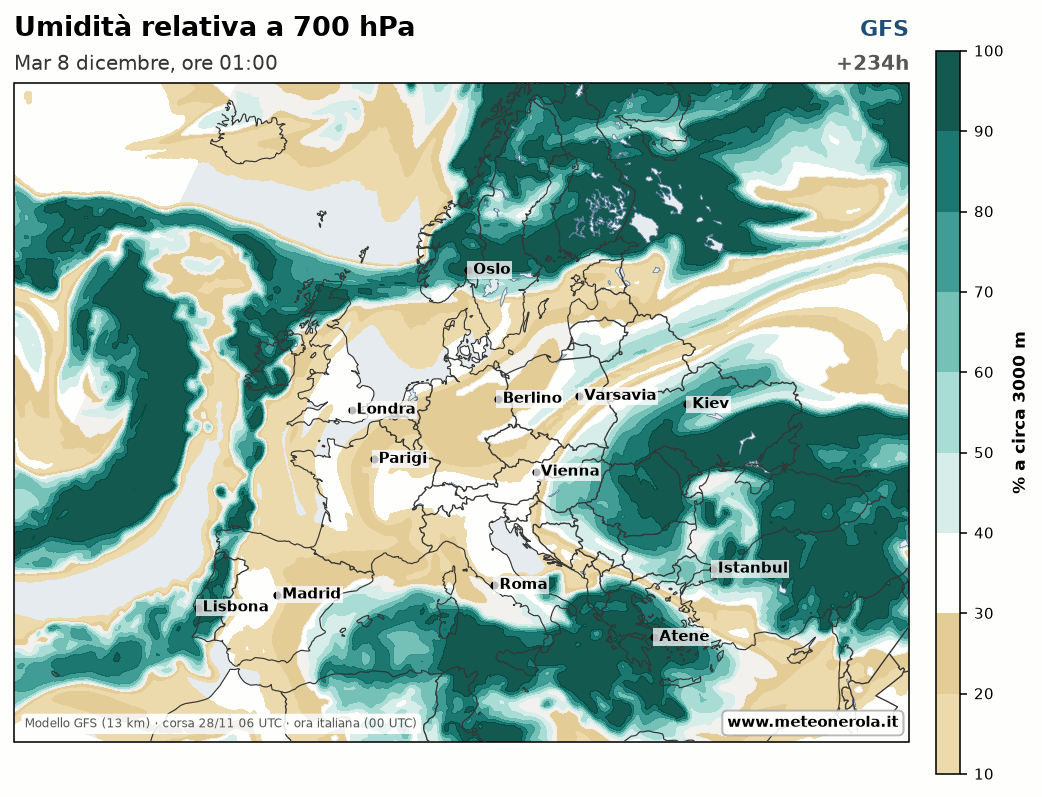 Umidità relativa a 700 hPa
GFS
Mar 8 dicembre, ore 01:00
+234h
100
90
80
70
60
50
40
30
20
10
% a circa 3000 m
Oslo
Londra
Berlino
Varsavia
Kiev
Parigi
Vienna
Istanbul
Roma
Madrid
Lisbona
Atene
Modello GFS (13 km) · corsa 28/11 06 UTC · ora italiana (00 UTC)
www.meteonerola.it